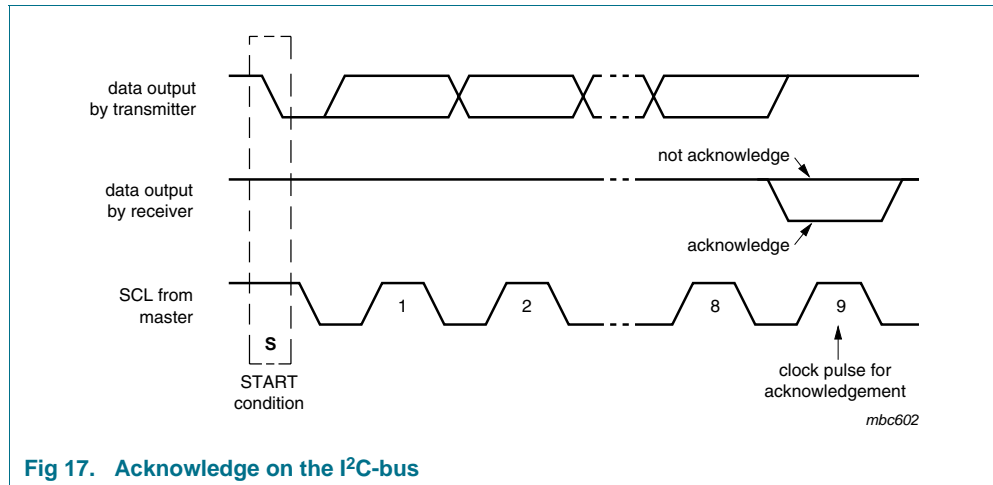 data output
by transmitter
not acknowledge
data output
by receiver
acknowledge
SCL from
master
1
2
8
9
S
START
condition
clock pulse for
acknowledgement
mbc602
Fig 17. Acknowledge on the I²C-bus